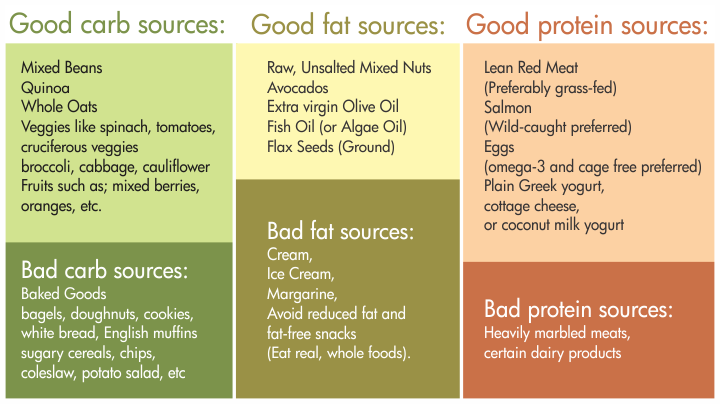 Good carb sources:
Mixed Beans
Quinoa
Whole Oats
Veggies like spinach, tomatoes,
cruciferous veggies
broccoli, cabbage, cauliflower
Fruits such as; mixed berries,
oranges, etc.
Bad carb sources:
Baked Goods
bagels, doughnuts, cookies,
white bread, English muffins
sugary cereals, chips,
coleslaw, potato salad, etc
Good fat sources:
Raw, Unsalted Mixed Nuts
Avocados
Extra virgin Olive Oil
Fish Oil (or Algae Oil)
Flax Seeds (Ground)
Bad fat sources:
Cream,
Ice Cream,
Margarine,
Avoid reduced fat and
fat-free snacks
(Eat real, whole foods).
Good protein sources:
Lean Red Meat
(Preferably grass-fed)
Salmon
(Wild-caught preferred)
Eggs
(omega-3 and cage free preferred)
Plain Greek yogurt,
cottage cheese,
or coconut milk yogurt
Bad protein sources:
Heavily marbled meats,
certain dairy products